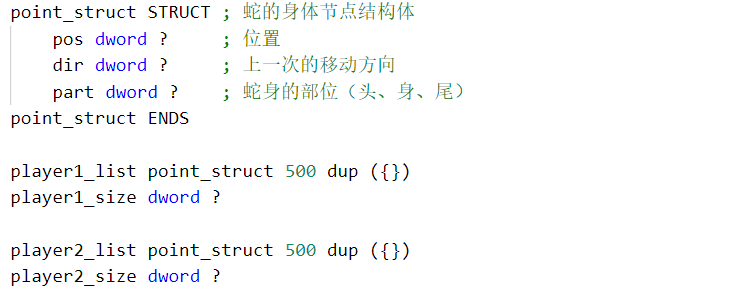 point_struct STRUCT ; 蛇的身体节点结构体
    pos dword ?     ; 位置
    dir dword ?     ; 上一次的移动方向
    part dword ?    ; 蛇身的部位（头、身、尾）
point_struct ENDS

player1_list point_struct 500 dup ({})
player1_size dword ?

player2_list point_struct 500 dup ({})
player2_size dword ?